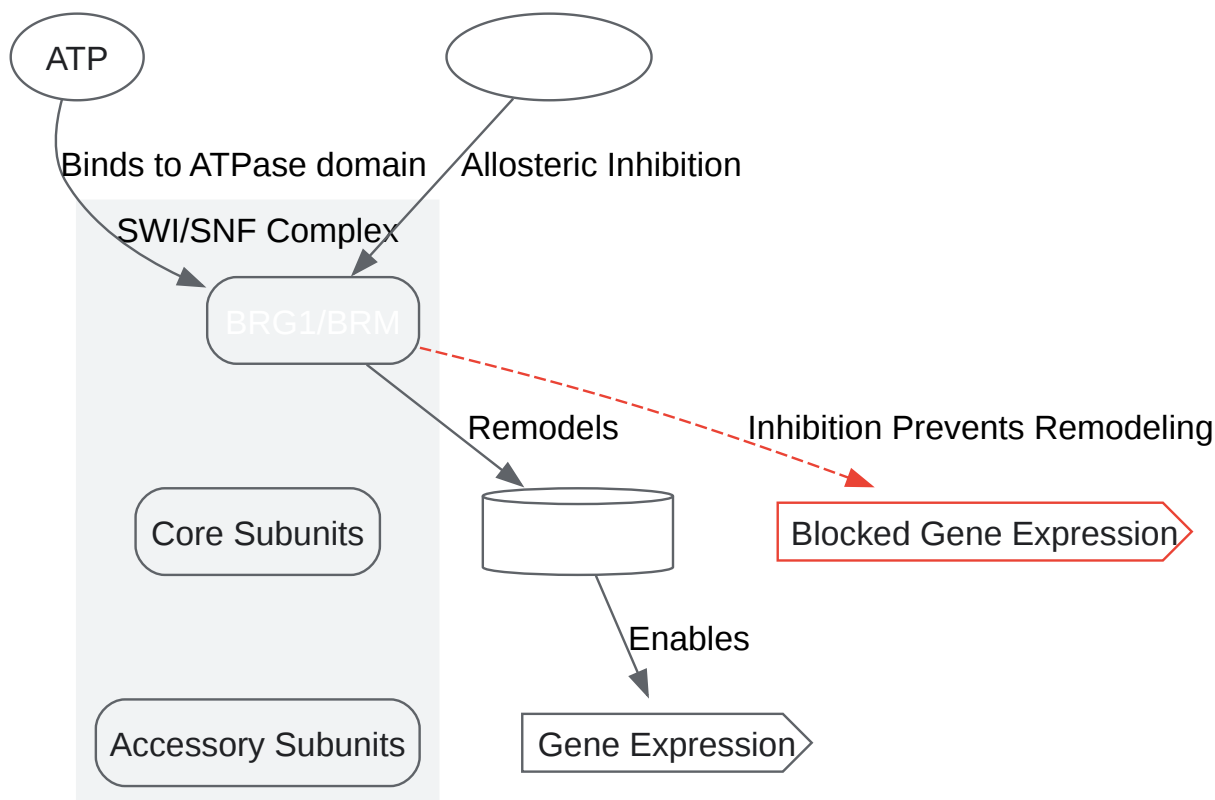 ATP
Binds to ATPase domain
Allosteric Inhibition
SWI/SNF Complex
BRG1/BRM
Remodels
Inhibition Prevents Remodeling
Core Subunits
Blocked Gene Expression
Enables
Accessory Subunits
Gene Expression